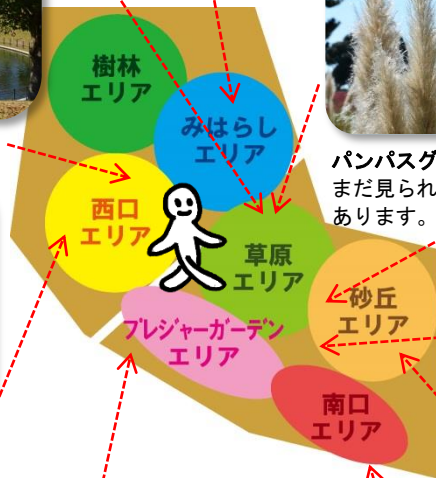 樹林
エリア
みはらし
エリア
パンパスグ
まだ見られ
あります。
西口
エリア
草原
エリア
砂丘
エリア
プレジャーガーデン
エリア
南口
エリア